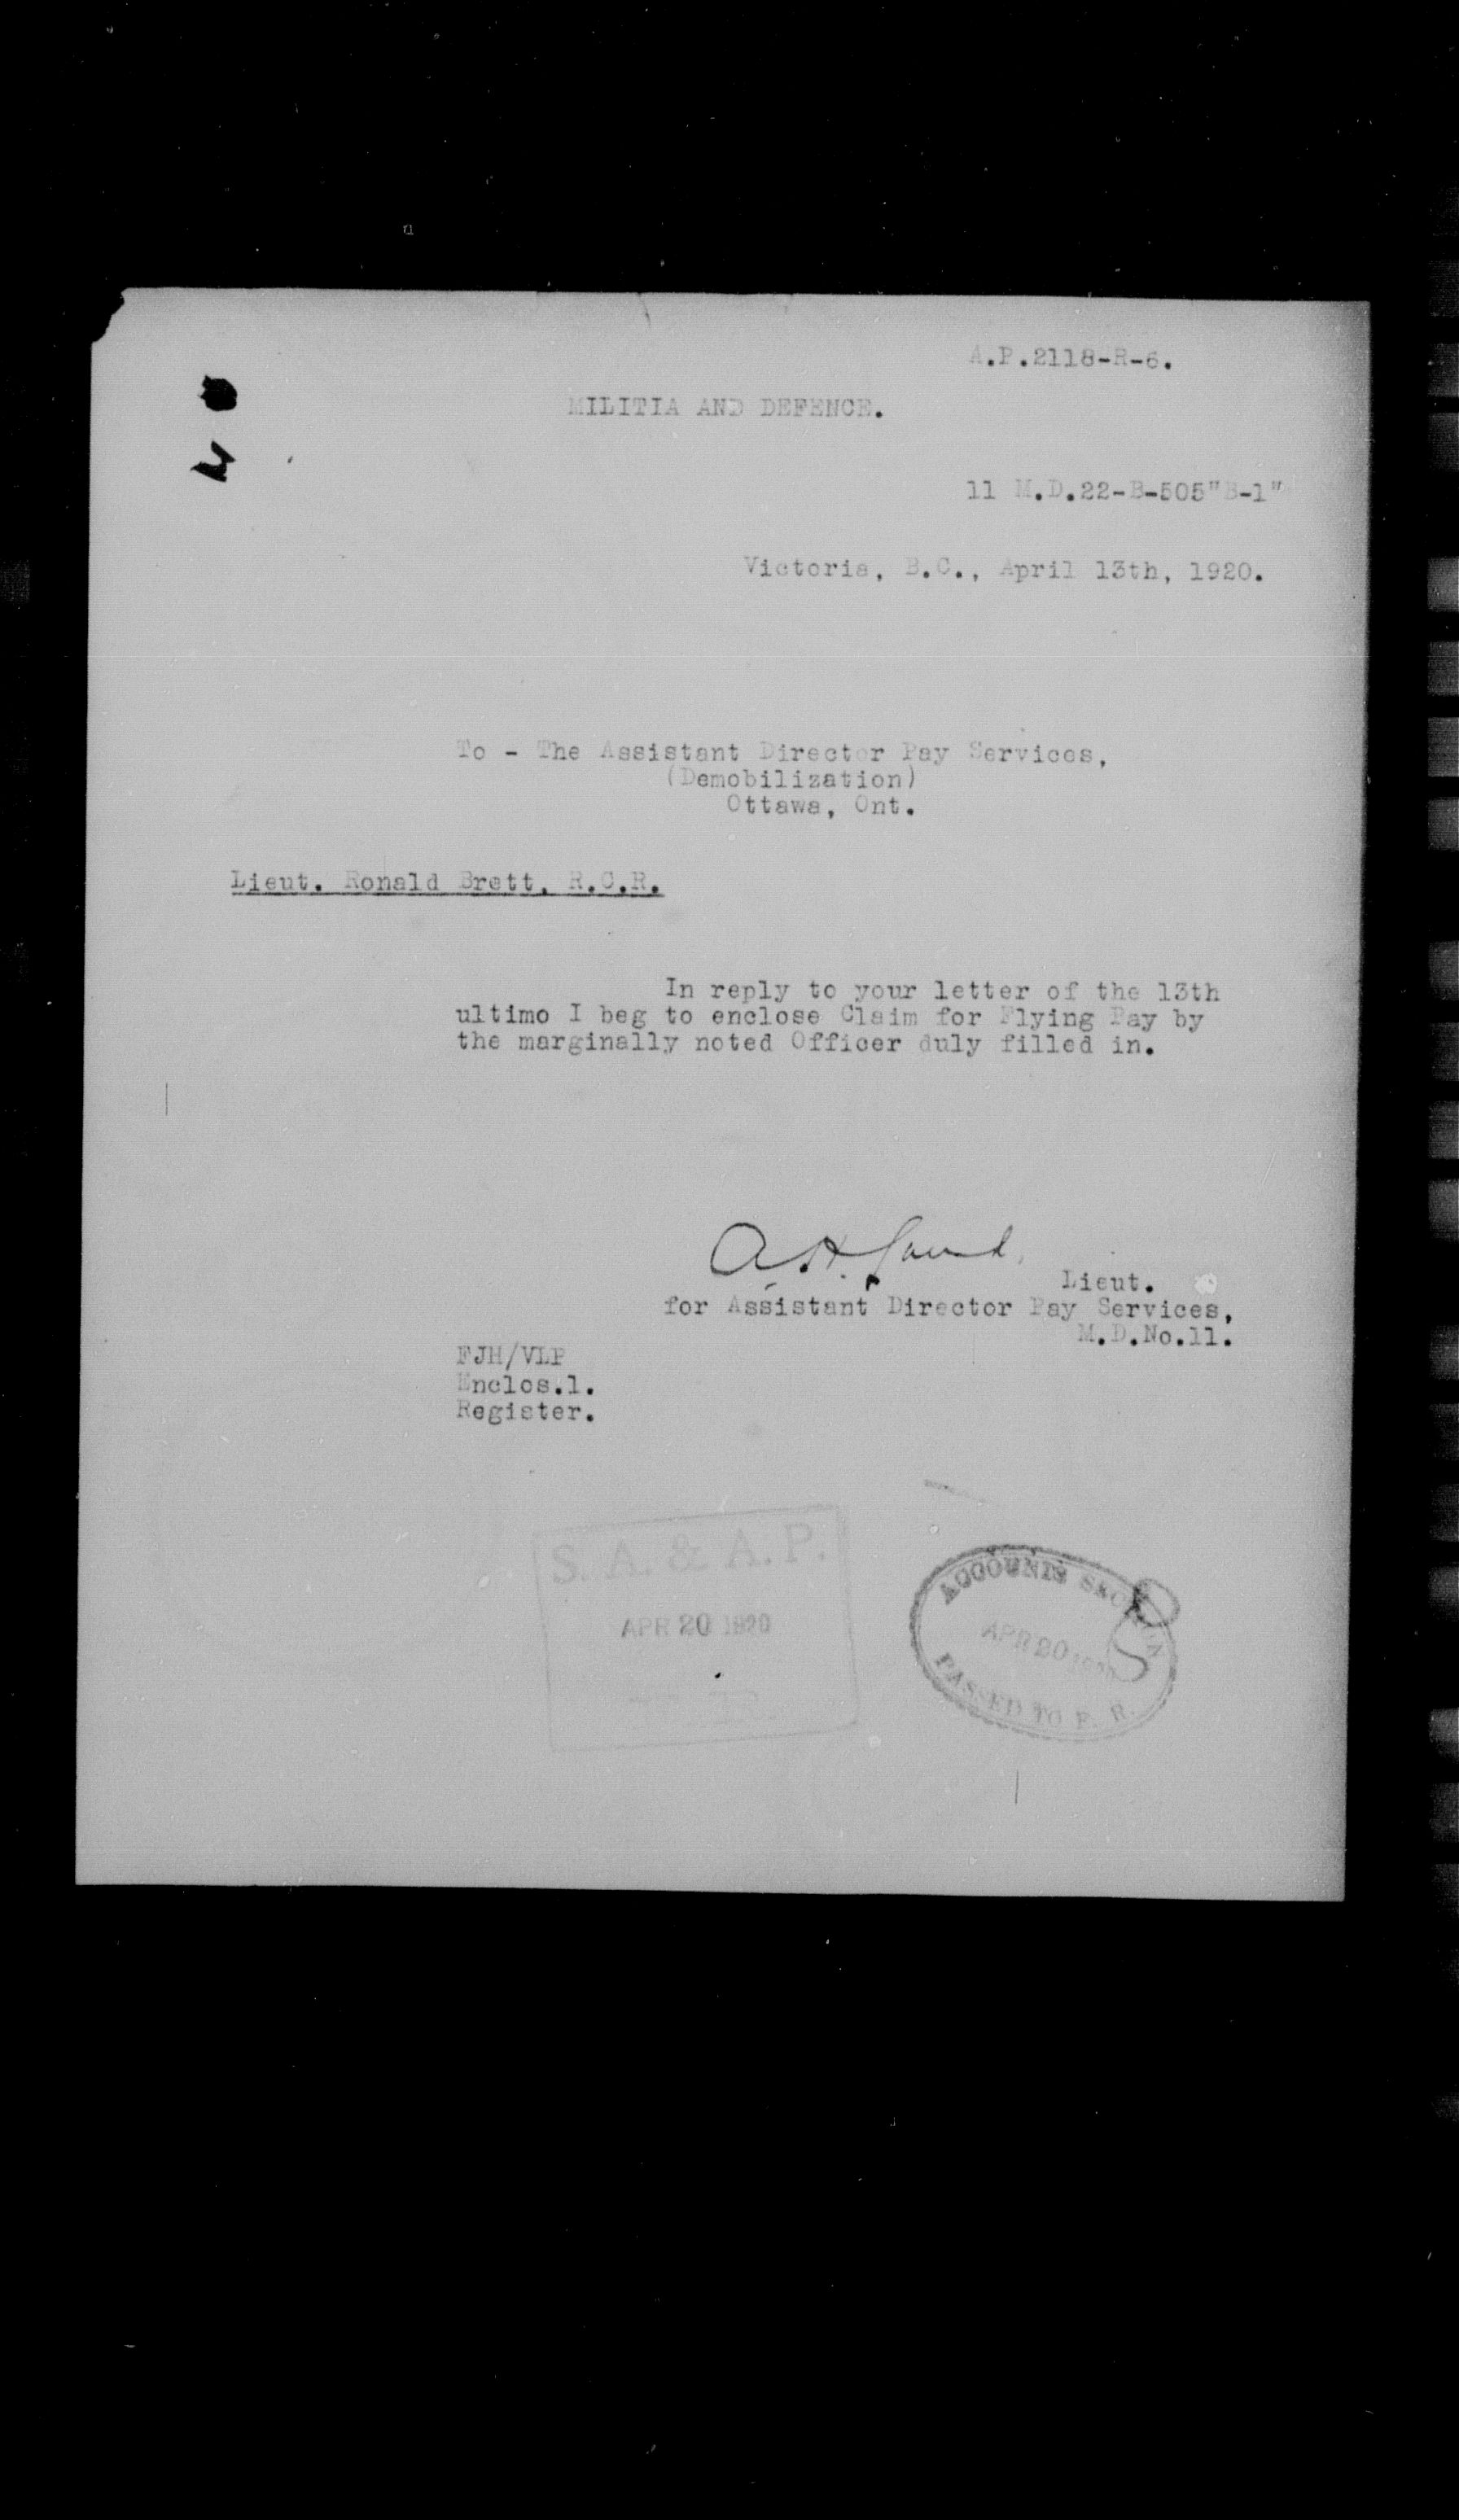 A.P.2118-R-6.
MILITIA AND DEFENCE.
11 M.D.22-B-505"B-1"
Victoria, B.C., April 13th, 1920.
To - The Assistant Director Pay Services,
(Demobilization)
Ottawa, Ont.
Lieut. Ronald Brett, R.C.R.
In reply to your letter of the 13th
ultimo I beg to enclose Claim for Flying Pay by
the marginally noted Officer duly filled in.
A.H.
Lieut.
for Assistant Director Pay Services,
M.D.No.11.
FJH/VLP
Enclos.1.
Register.
S. A. & A.P.
APR 20 1920
ACCOUNTS SECTION
APR 20 1920
PASSED TO F. R.